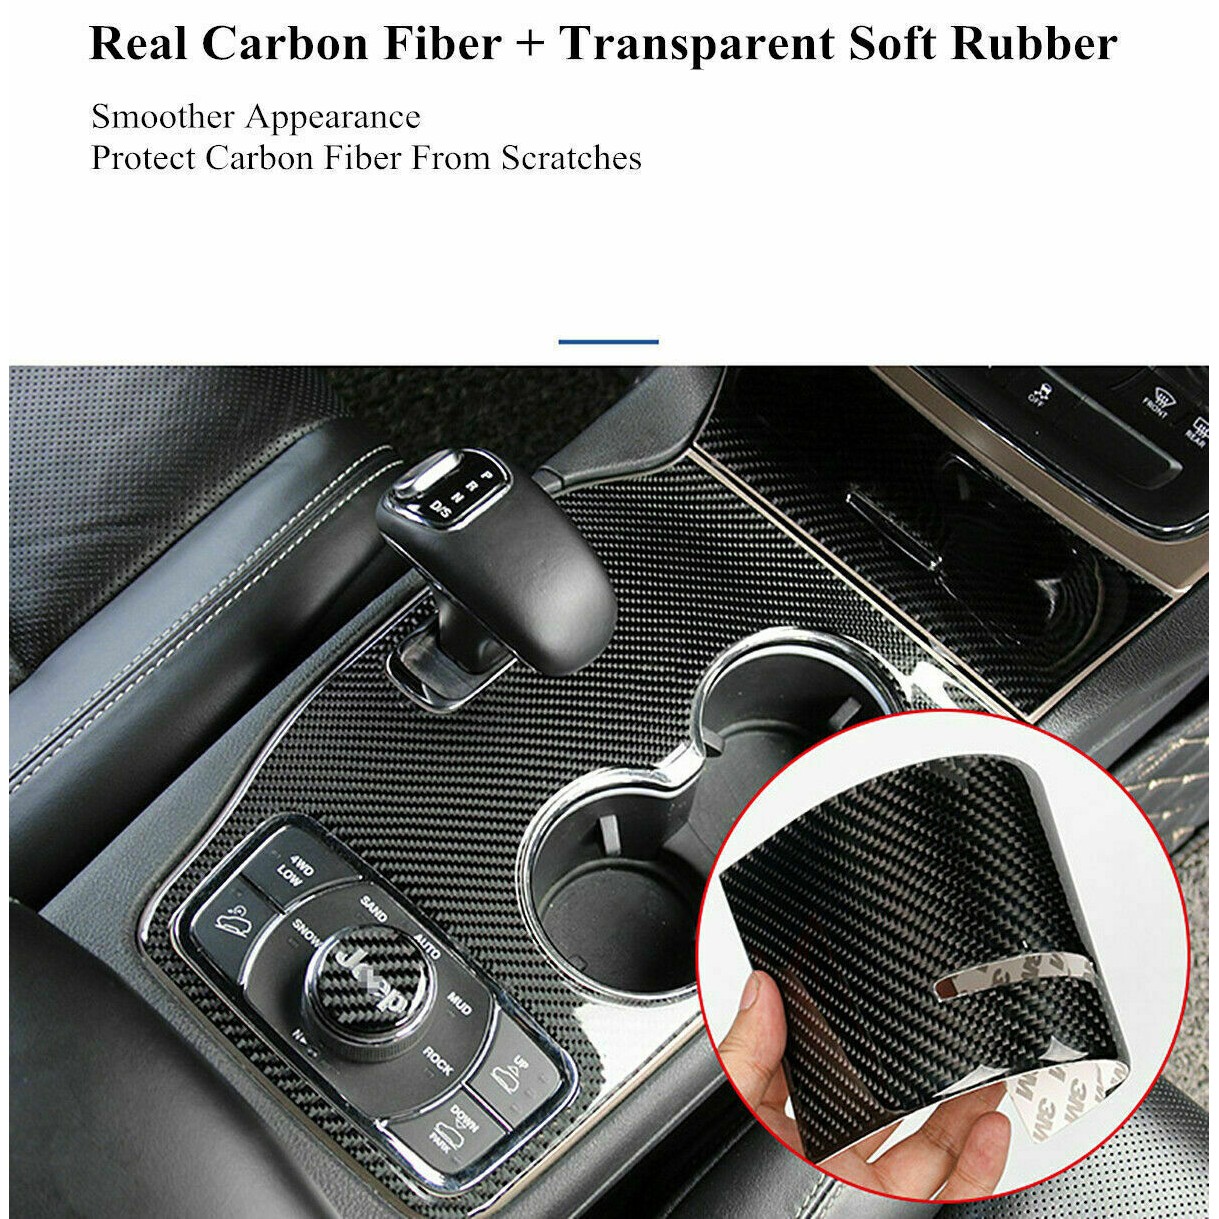 Real Carbon Fiber + Transparent Soft Rubber
Smoother Appearance
Protect Carbon Fiber From Scratches
OFF
FRONT
REAR
P
R
N
D/S
4WD
LOW
SAND
SNOW
AUTO
MUD
ROCK
N
Jeep
UP
DOWN
PARK
3M
3M
3M